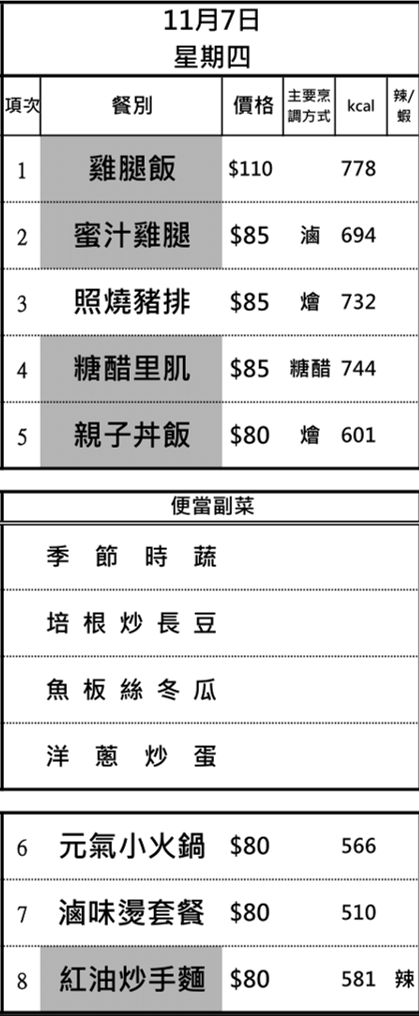 11月7日
星期四
項次 餐別 價格 主要烹調方式 kcal 辣/蝦
1 雞腿飯 $110 778
2 蜜汁雞腿 $85 滷 694
3 照燒豬排 $85 燴 732
4 糖醋里肌 $85 糖醋 744
5 親子丼飯 $80 燴 601
便當副菜
季節時蔬
培根炒長豆
魚板絲冬瓜
洋蔥炒蛋
6 元氣小火鍋 $80 566
7 滷味燙套餐 $80 510
8 紅油炒手麵 $80 581 辣